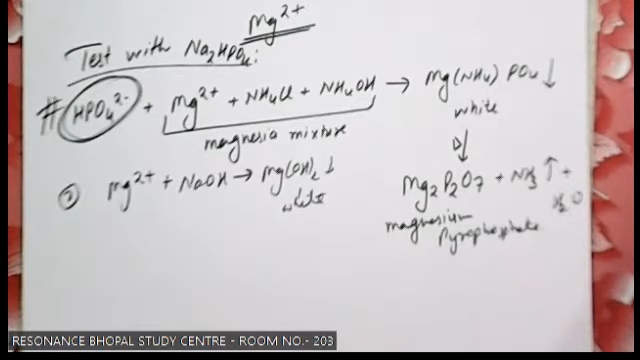 Mg2+
Test with Na2HPO4:
# HPO4 2- + Mg2+ + NH4Cl + NH4OH → Mg(NH4) PO4 ↓
magnesia mixture
white
② Mg2+ + NaOH → Mg(OH)2 ↓
white
Δ ↓
Mg2P2O7 + NH3 ↑ + H2O
magnesium
Pyrophosphate
RESONANCE BHOPAL STUDY CENTRE - ROOM NO.- 203